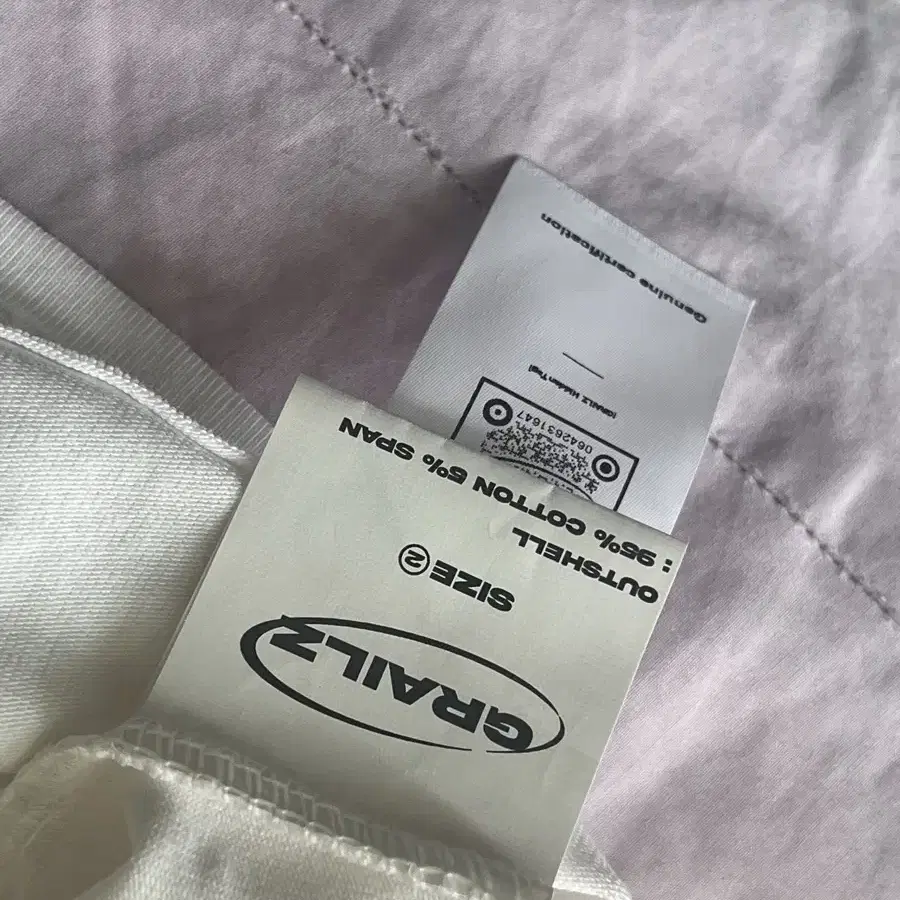 GRAILZ
SIZE ②
OUTSHELL
: 95% COTTON 5% SPAN
(GRAILZ Hidden Tag)
0642631647
Genuine certification